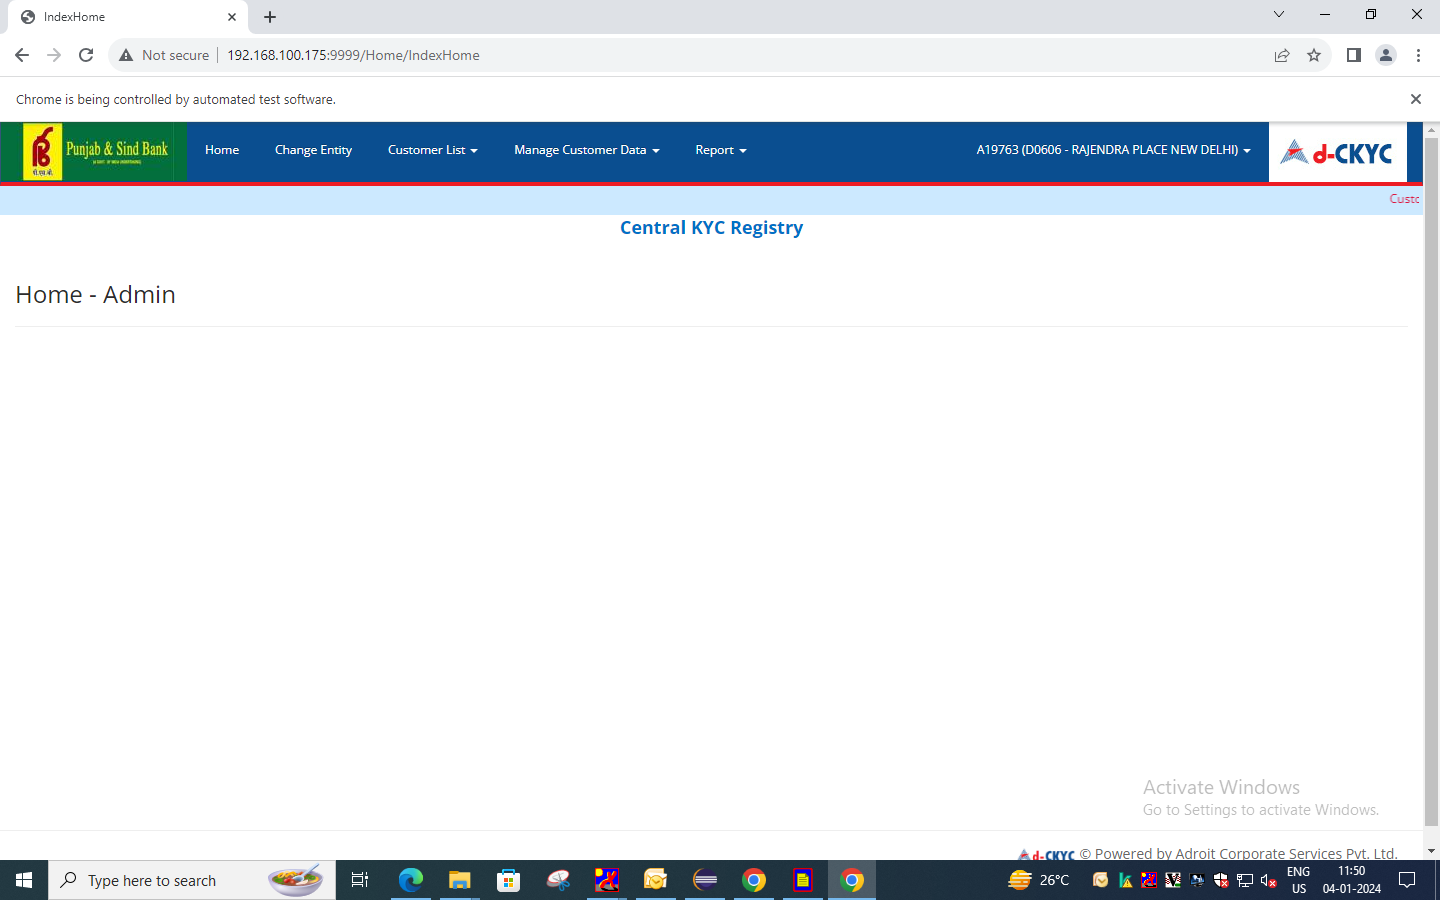 IndexHome
Not secure
192.168.100.175:9999/Home/IndexHome
Chrome is being controlled by automated test software.
Punjab & Sind Bank
पी.एस.बी.
Home
Change Entity
Customer List
Manage Customer Data
Report
A19763 (D0606 - RAJENDRA PLACE NEW DELHI)
d-CKYC
Custo
Central KYC Registry
Home - Admin
Activate Windows
Go to Settings to activate Windows.
d-CKYC © Powered by Adroit Corporate Services Pvt. Ltd.
Type here to search
26°C
ENG
US
11:50
04-01-2024